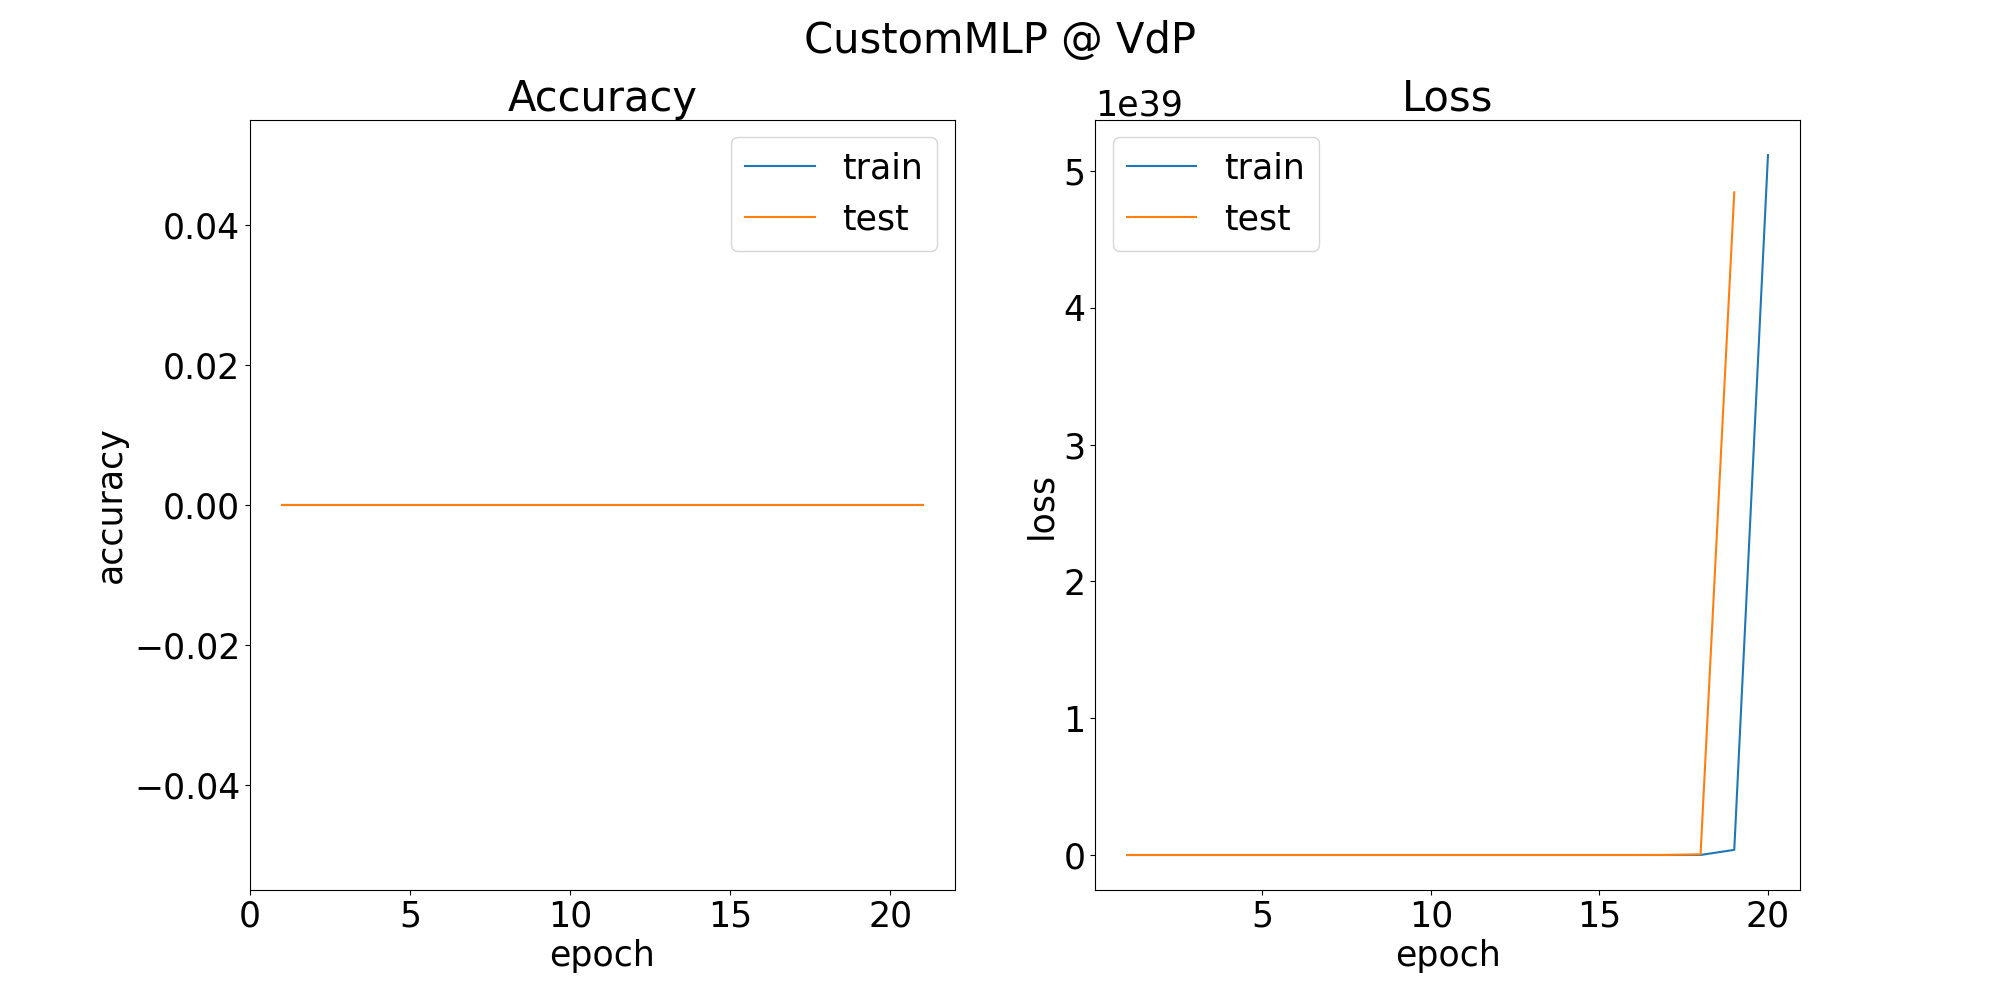 CustomMLP @ VdP
Accuracy
train
test
0.04
0.02
0.00
−0.02
−0.04
accuracy
0 5 10 15 20
epoch
Loss
1e39
train
test
5
4
3
2
1
0
loss
5 10 15 20
epoch